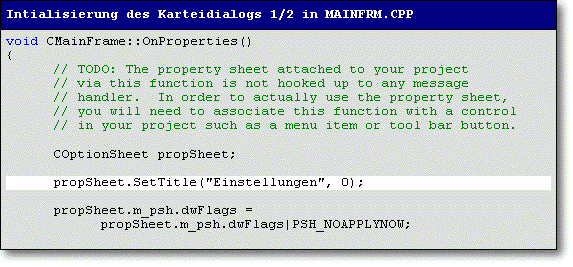 Intialisierung des Karteidialogs 1/2 in MAINFRM.CPP
void CMainFrame::OnProperties()
{
// TODO: The property sheet attached to your project
// via this function is not hooked up to any message
// handler.  In order to actually use the property sheet,
// you will need to associate this function with a control
// in your project such as a menu item or tool bar button.
COptionSheet propSheet;
propSheet.SetTitle("Einstellungen", 0);
propSheet.m_psh.dwFlags =
propSheet.m_psh.dwFlags|PSH_NOAPPLYNOW;